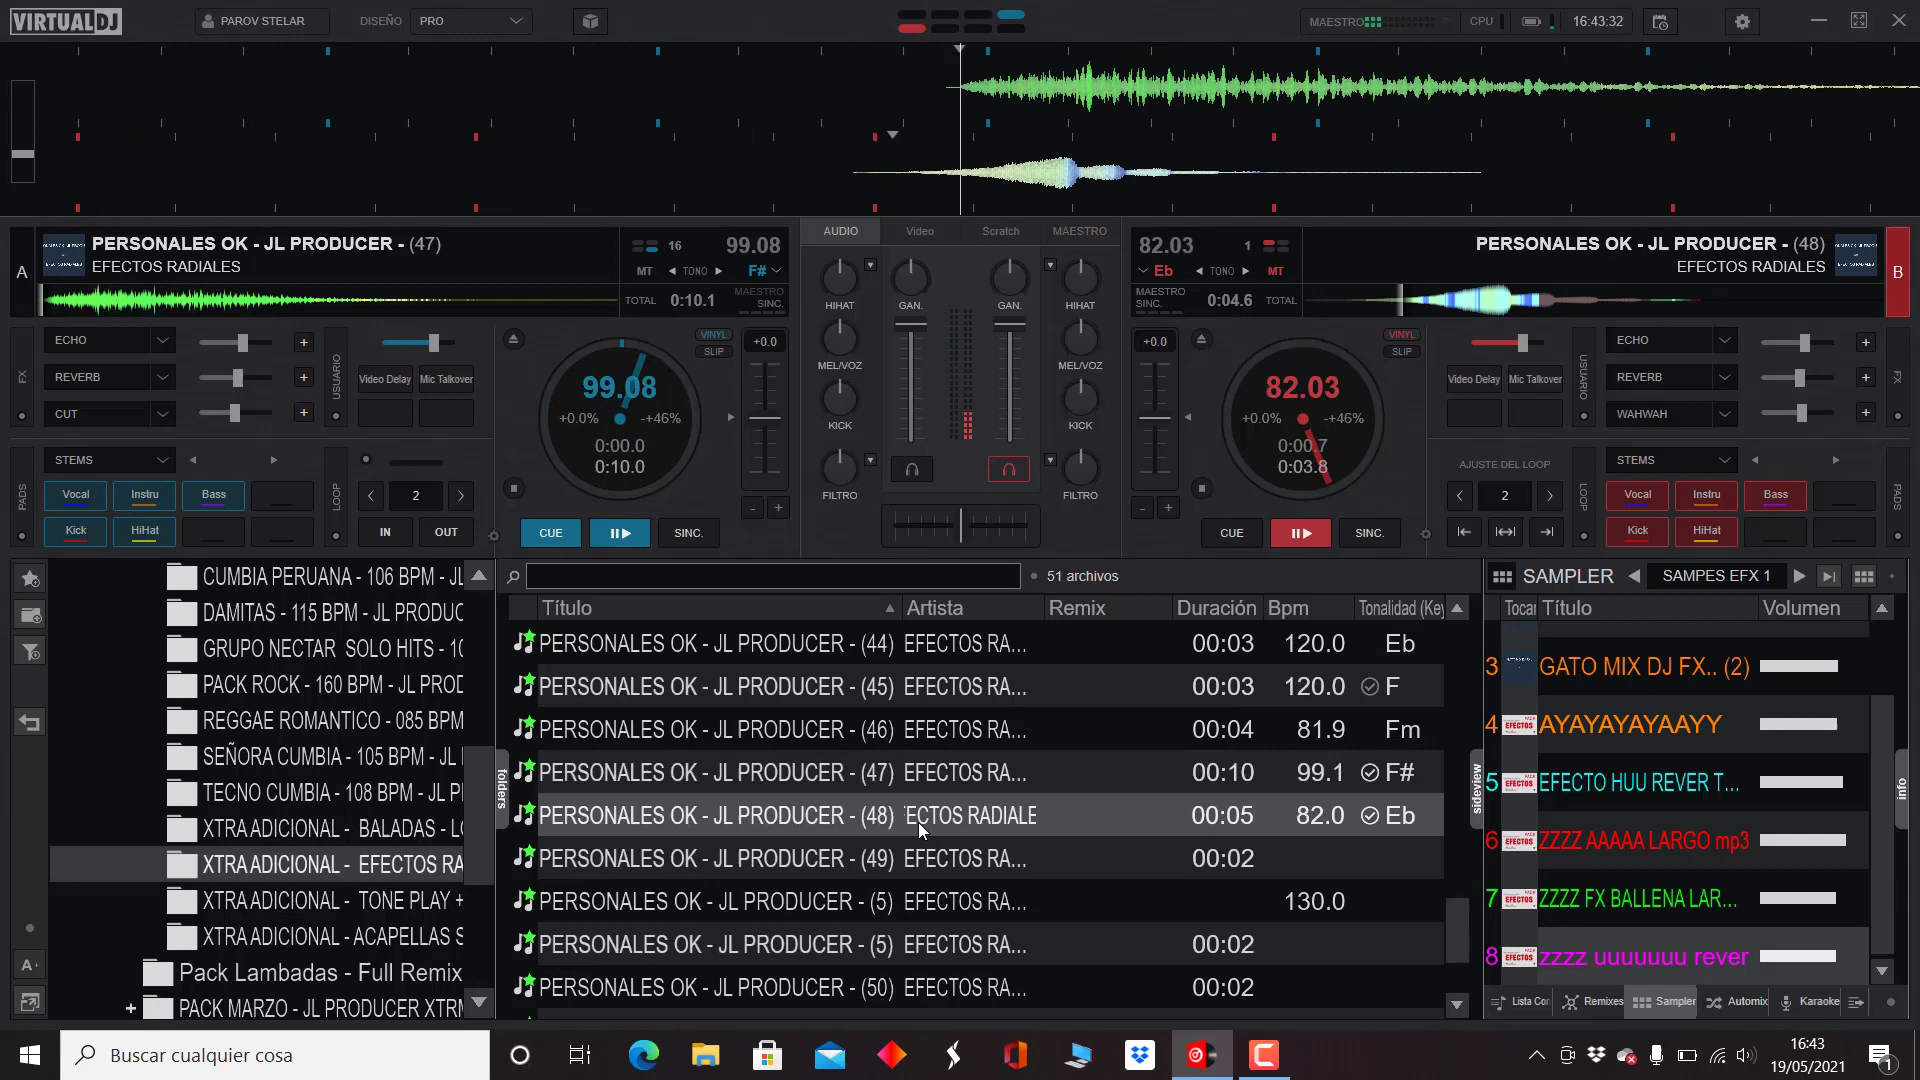 VIRTUALDJ
PAROV STELAR
DISEÑO
PRO
MAESTRO
CPU
16:43:32
A
PERSONALES OK - JL PRODUCER - (47)
EFECTOS RADIALES
16
99.08
MT
TONO
F#
TOTAL
0:10.1
MAESTRO
SINC.
AUDIO
Video
Scratch
MAESTRO
82.03
1
Eb
TONO
MT
MAESTRO
SINC.
0:04.6
TOTAL
PERSONALES OK - JL PRODUCER - (48)
EFECTOS RADIALES
B
FX
ECHO
REVERB
CUT
USUARIO
Video Delay
Mic Talkover
VINYL
SLIP
+0.0
99.08
+0.0%
-+46%
0:00.0
0:10.0
HIHAT
GAN.
GAN.
HIHAT
MEL/VOZ
MEL/VOZ
KICK
KICK
FILTRO
FILTRO
+0.0
VINYL
SLIP
82.03
+0.0%
-+46%
0:00.7
0:03.8
USUARIO
Video Delay
Mic Talkover
ECHO
REVERB
WAHWAH
FX
PADS
STEMS
Vocal
Instru
Bass
Kick
HiHat
LOOP
2
IN
OUT
CUE
SINC.
- +
- +
CUE
SINC.
AJUSTE DEL LOOP
2
LOOP
STEMS
Vocal
Instru
Bass
Kick
HiHat
PADS
CUMBIA PERUANA - 106 BPM - JL
DAMITAS - 115 BPM - JL PRODUC
GRUPO NECTAR SOLO HITS - 10
PACK ROCK - 160 BPM - JL PROD
REGGAE ROMANTICO - 085 BPM
SEÑORA CUMBIA - 105 BPM - JL
TECNO CUMBIA - 108 BPM - JL P
XTRA ADICIONAL - BALADAS - LO
XTRA ADICIONAL - EFECTOS RA
XTRA ADICIONAL - TONE PLAY +
XTRA ADICIONAL - ACAPELLAS S
Pack Lambadas - Full Remix
+ PACK MARZO - JL PRODUCER XTRM
folders
51 archivos
Título
Artista
Remix
Duración
Bpm
Tonalidad (Key
PERSONALES OK - JL PRODUCER - (44) EFECTOS RA... 00:03 120.0 Eb
PERSONALES OK - JL PRODUCER - (45) EFECTOS RA... 00:03 120.0 F
PERSONALES OK - JL PRODUCER - (46) EFECTOS RA... 00:04 81.9 Fm
PERSONALES OK - JL PRODUCER - (47) EFECTOS RA... 00:10 99.1 F#
PERSONALES OK - JL PRODUCER - (48) ECTOS RADIALE 00:05 82.0 Eb
PERSONALES OK - JL PRODUCER - (49) EFECTOS RA... 00:02
PERSONALES OK - JL PRODUCER - (5) EFECTOS RA... 130.0
PERSONALES OK - JL PRODUCER - (5) EFECTOS RA... 00:02
PERSONALES OK - JL PRODUCER - (50) EFECTOS RA... 00:02
sideview
SAMPLER
SAMPES EFX 1
Tocar
Título
Volumen
3 GATO MIX DJ FX.. (2)
4 AYAYAYAYAAYY
5 EFECTO HUU REVER T...
6 ZZZZ AAAAA LARGO mp3
7 ZZZZ FX BALLENA LAR...
8 zzzz uuuuuuu rever
info
Lista Con
Remixes
Sampler
Automix
Karaoke
Buscar cualquier cosa
16:43
19/05/2021
1